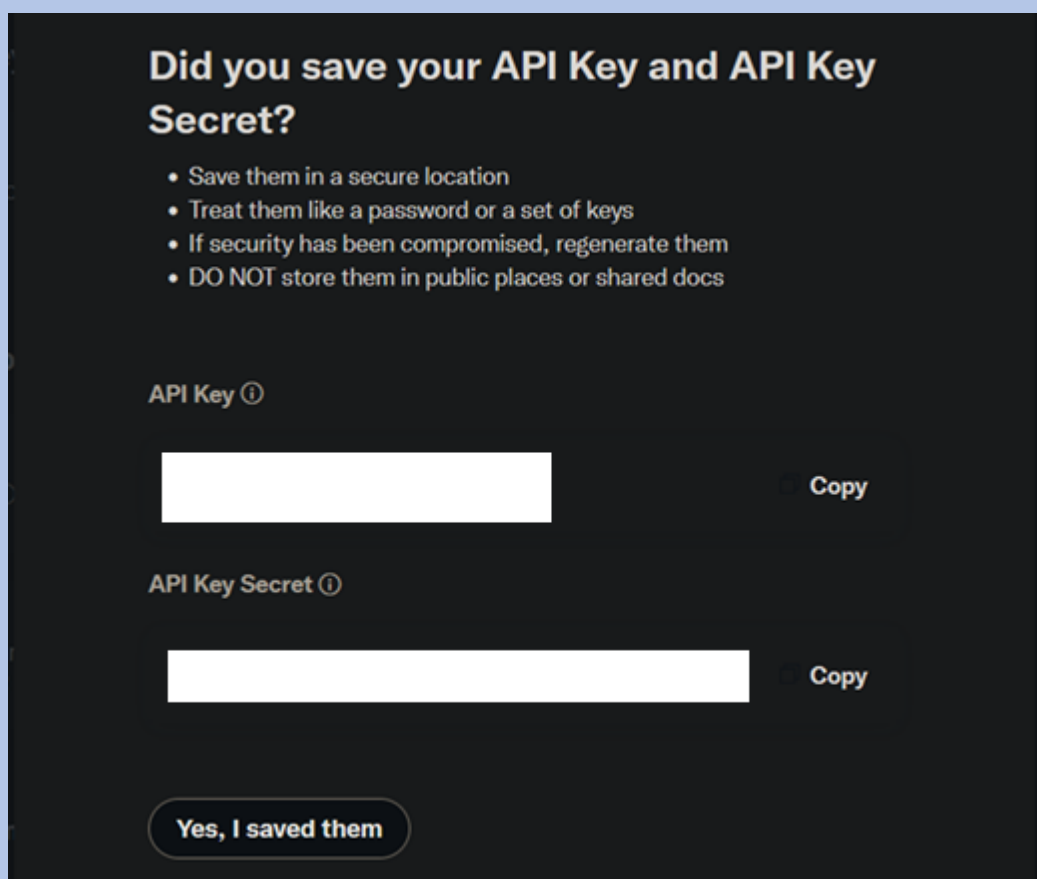 Did you save your API Key and API Key
Secret?
• Save them in a secure location
• Treat them like a password or a set of keys
• If security has been compromised, regenerate them
• DO NOT store them in public places or shared docs
API Key
Copy
API Key Secret
Copy
Yes, I saved them